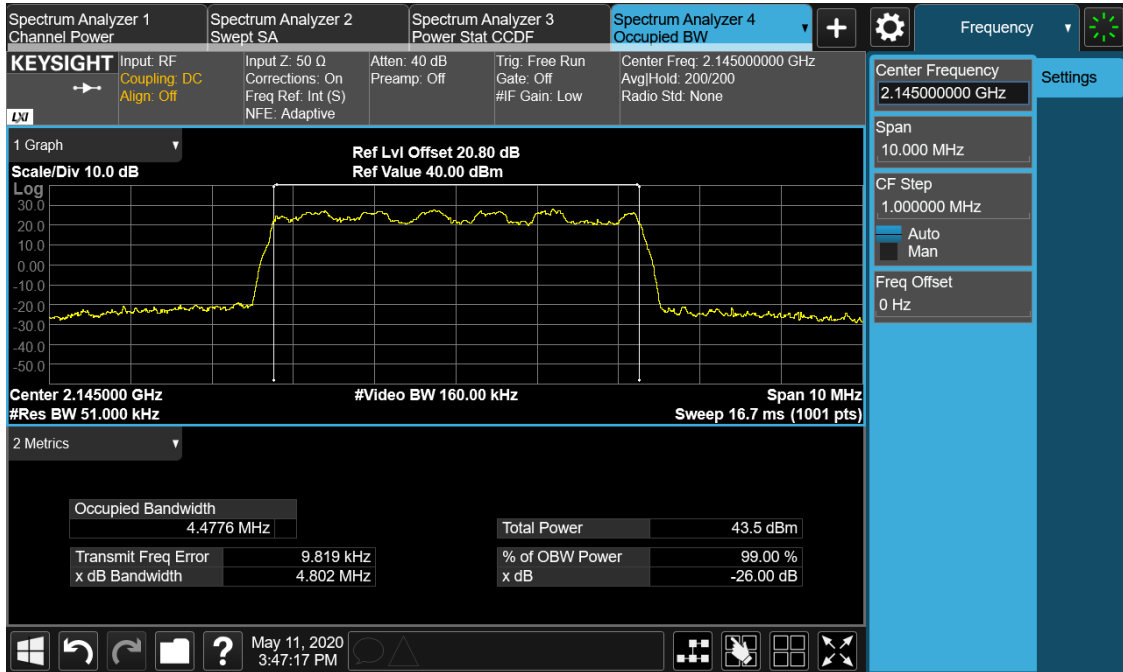 Spectrum Analyzer 1
Channel Power
Spectrum Analyzer 2
Swept SA
Spectrum Analyzer 3
Power Stat CCDF
Spectrum Analyzer 4
Occupied BW
Frequency
KEYSIGHT
LXI
Input: RF
Coupling: DC
Align: Off
Input Z: 50 Ω
Corrections: On
Freq Ref: Int (S)
NFE: Adaptive
Atten: 40 dB
Preamp: Off
Trig: Free Run
Gate: Off
#IF Gain: Low
Center Freq: 2.145000000 GHz
Avg|Hold: 200/200
Radio Std: None
Center Frequency
2.145000000 GHz
Settings
Span
10.000 MHz
CF Step
1.000000 MHz
Auto
Man
Freq Offset
0 Hz
1 Graph
Scale/Div 10.0 dB
Ref Lvl Offset 20.80 dB
Ref Value 40.00 dBm
Log
30.0
20.0
10.0
0.00
-10.0
-20.0
-30.0
-40.0
-50.0
Center 2.145000 GHz
#Video BW 160.00 kHz
Span 10 MHz
#Res BW 51.000 kHz
Sweep 16.7 ms (1001 pts)
2 Metrics
Occupied Bandwidth
4.4776 MHz
Total Power 43.5 dBm
Transmit Freq Error 9.819 kHz
% of OBW Power 99.00 %
x dB Bandwidth 4.802 MHz
x dB -26.00 dB
?
May 11, 2020
3:47:17 PM